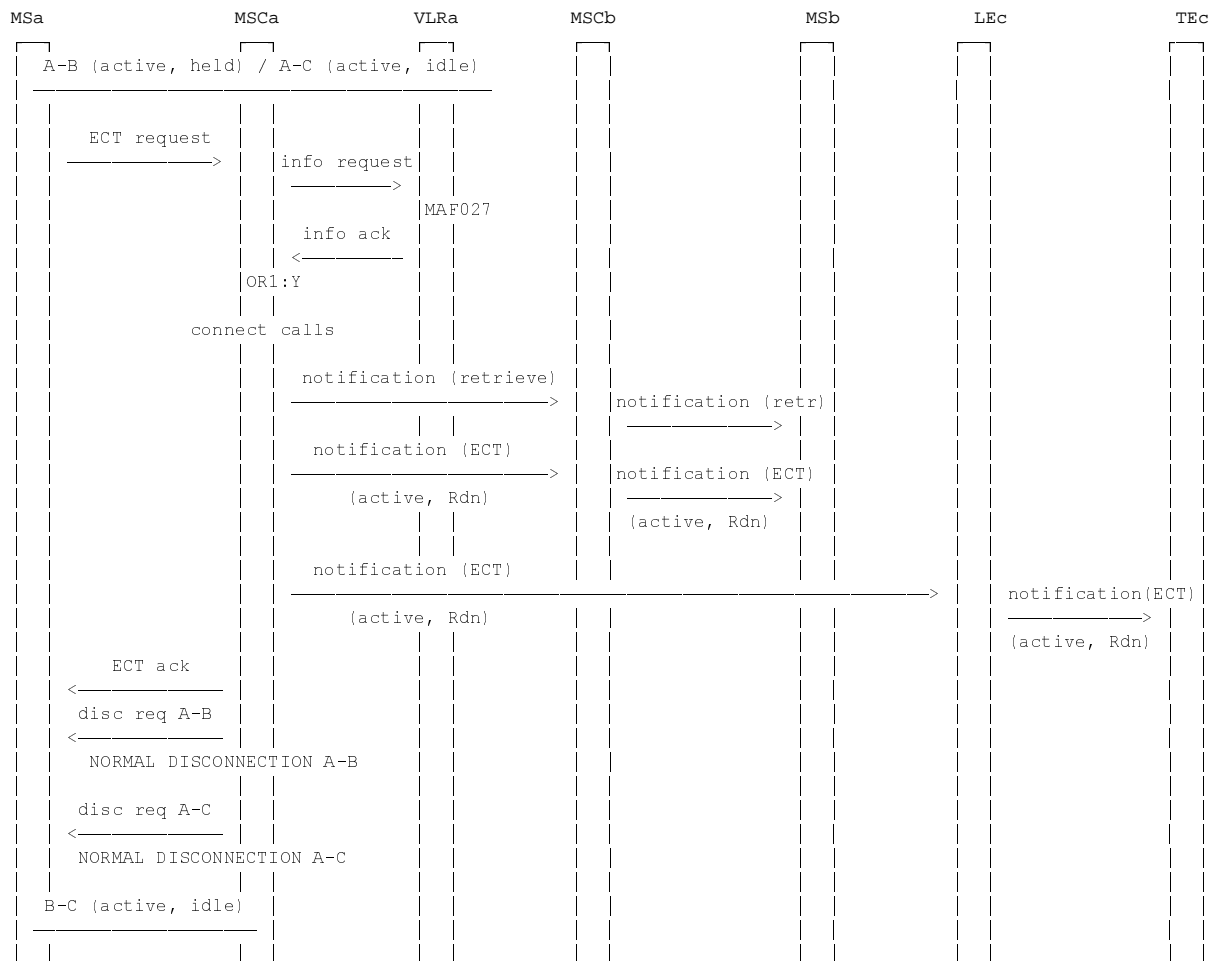 MSa MSCa VLRa MSCb MSb LEc TEc
A-B (active, held) / A-C (active, idle)
ECT request
info request
MAF027
info ack
OR1:Y
connect calls
notification (retrieve)
notification (retr)
notification (ECT)
notification (ECT)
(active, Rdn)
(active, Rdn)
notification (ECT)
notification(ECT)
(active, Rdn)
(active, Rdn)
ECT ack
disc req A-B
NORMAL DISCONNECTION A-B
disc req A-C
NORMAL DISCONNECTION A-C
B-C (active, idle)